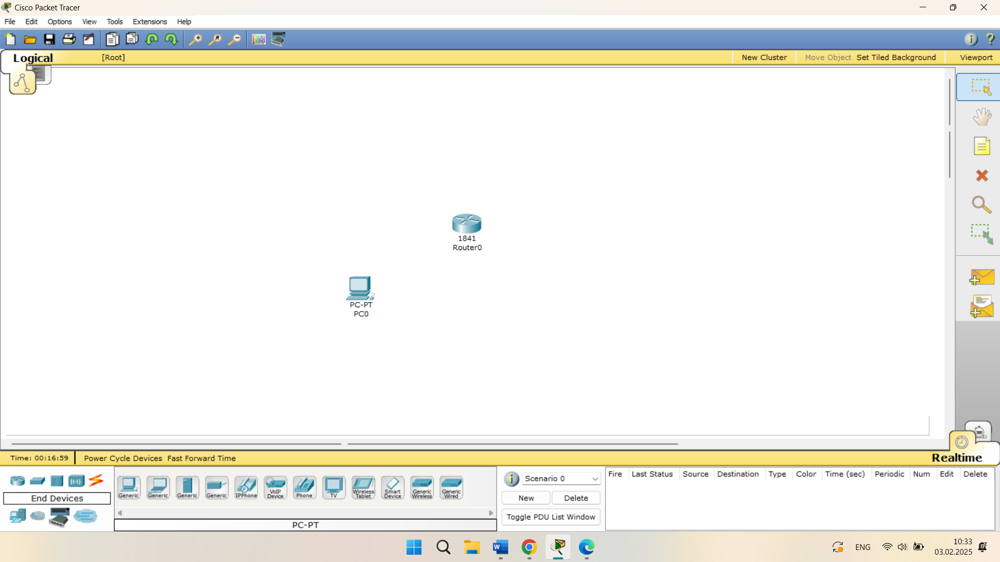 Cisco Packet Tracer
File Edit Options View Tools Extensions Help
Logical [Root] New Cluster Move Object Set Tiled Background Viewport
1841
Router0
PC-PT
PC0
Time: 00:16:59 Power Cycle Devices Fast Forward Time Realtime
End Devices
Generic Generic Generic Generic IPPhone VoIP Device Phone TV Wireless Tablet Smart Device Generic Wireless Generic Wired
PC-PT
Scenario 0
New Delete
Toggle PDU List Window
Fire Last Status Source Destination Type Color Time (sec) Periodic Num Edit Delete
ENG
10:33
03.02.2025